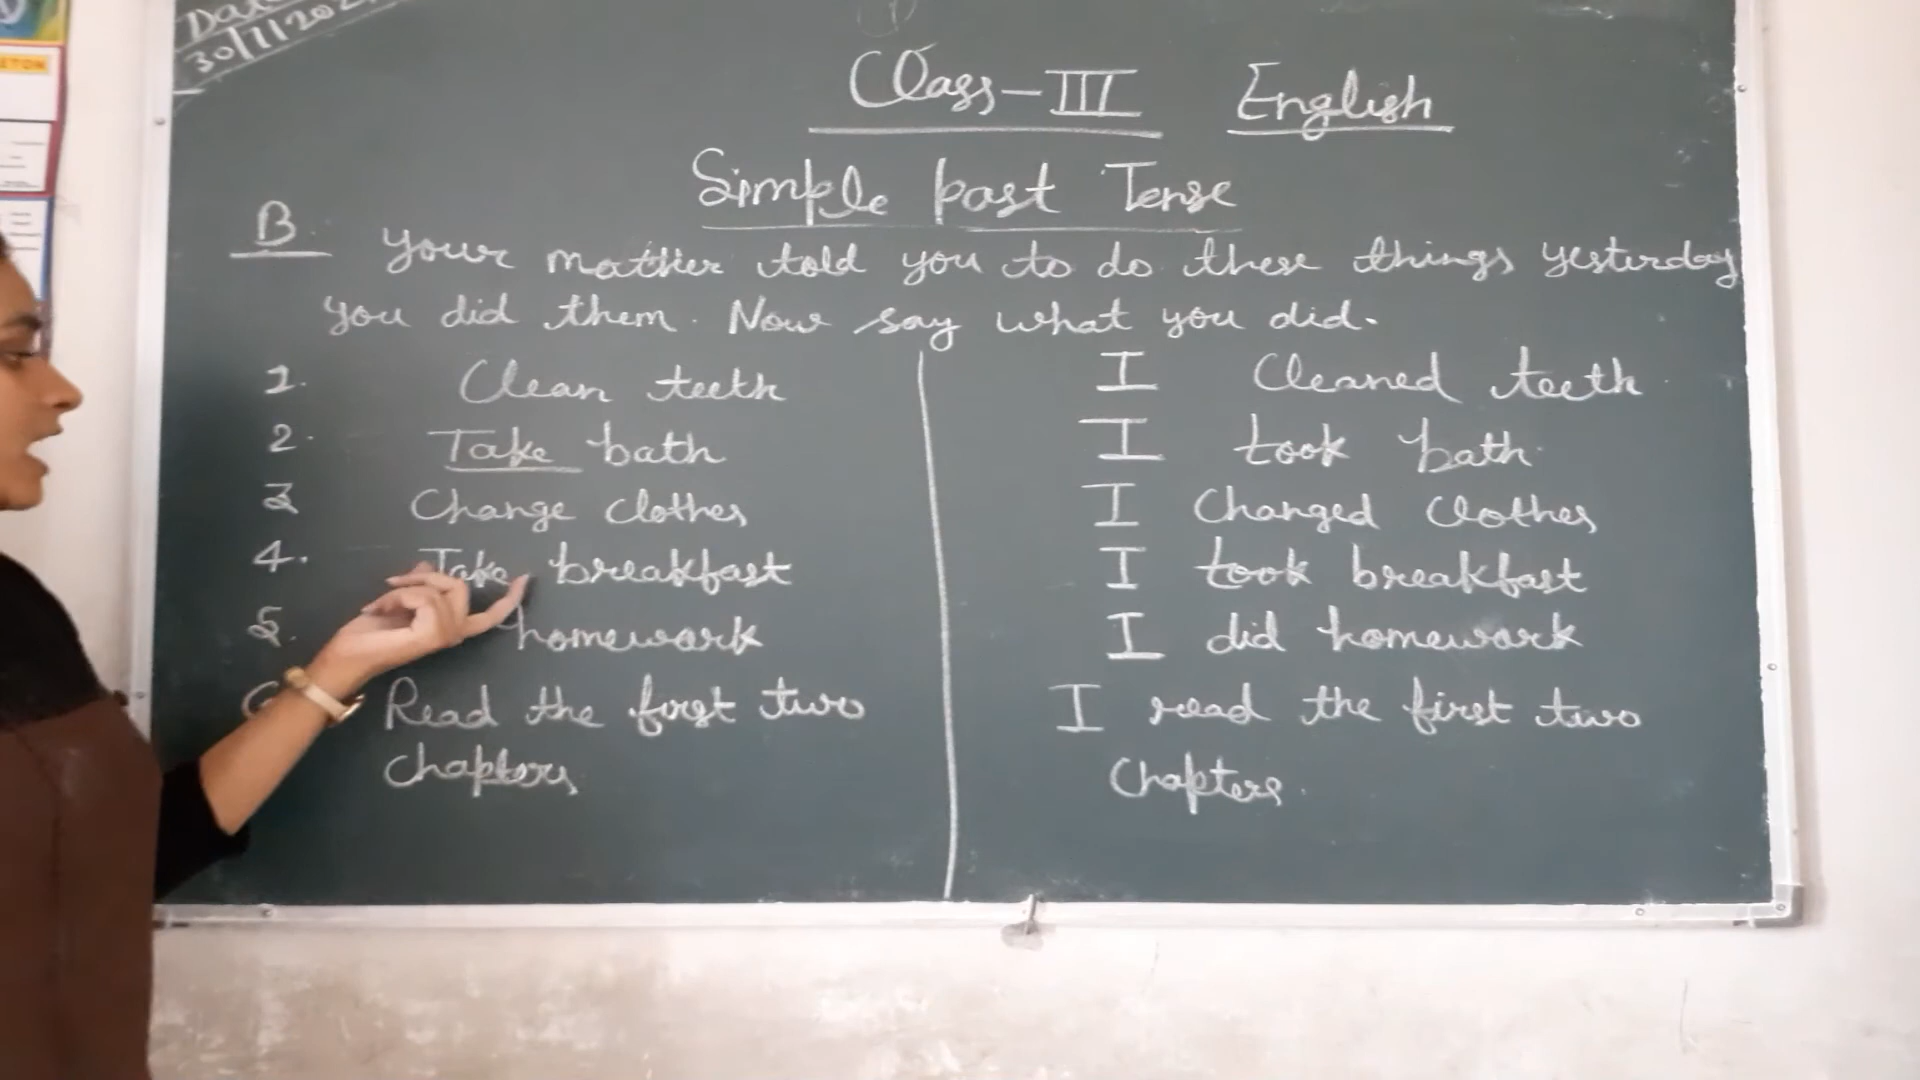 30/1/202
Class-III English
Simple Past Tense
B. Your mother told you to do these things yesterday
you did them. Now say what you did.
1. Clean teeth I Cleaned teeth
2. Take bath I took bath.
3 Change clothes I Changed clothes
4. Take breakfast I took breakfast
5. homework I did homework
Read the first two I read the first two
chapters Chapters.